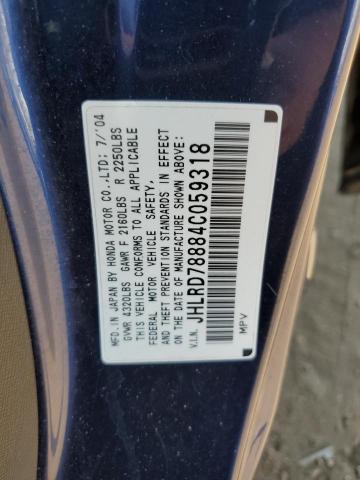 MFD. IN JAPAN BY HONDA MOTOR CO.,LTD: 7/'04
GVWR 4320LBS GAWR F 2160LBS R 2250LBS
THIS VEHICLE CONFORMS TO ALL APPLICABLE
FEDERAL MOTOR VEHICLE SAFETY,
AND THEFT PREVENTION STANDARDS IN EFFECT
ON THE DATE OF MANUFACTURE SHOWN ABOVE.
V.I.N. JHLRD78884C059318
MPV